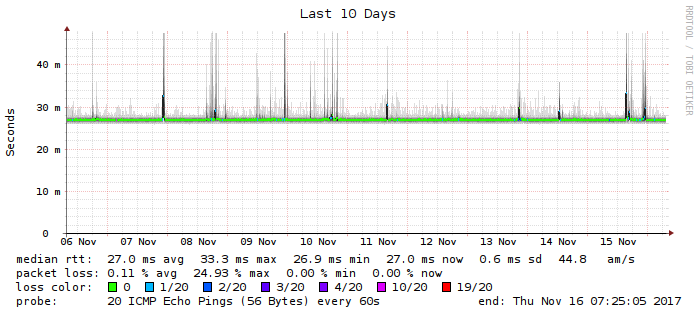 Last 10 Days
RRDTOOL / TOBI OETIKER
Seconds
40 m
30 m
20 m
10 m
0
06 Nov 07 Nov 08 Nov 09 Nov 10 Nov 11 Nov 12 Nov 13 Nov 14 Nov 15 Nov
median rtt: 27.0 ms avg 33.3 ms max 26.9 ms min 27.0 ms now 0.6 ms sd 44.8 am/s
packet loss: 0.11 % avg 24.93 % max 0.00 % min 0.00 % now
loss color: 0 1/20 2/20 3/20 4/20 10/20 19/20
probe: 20 ICMP Echo Pings (56 Bytes) every 60s end: Thu Nov 16 07:25:05 2017